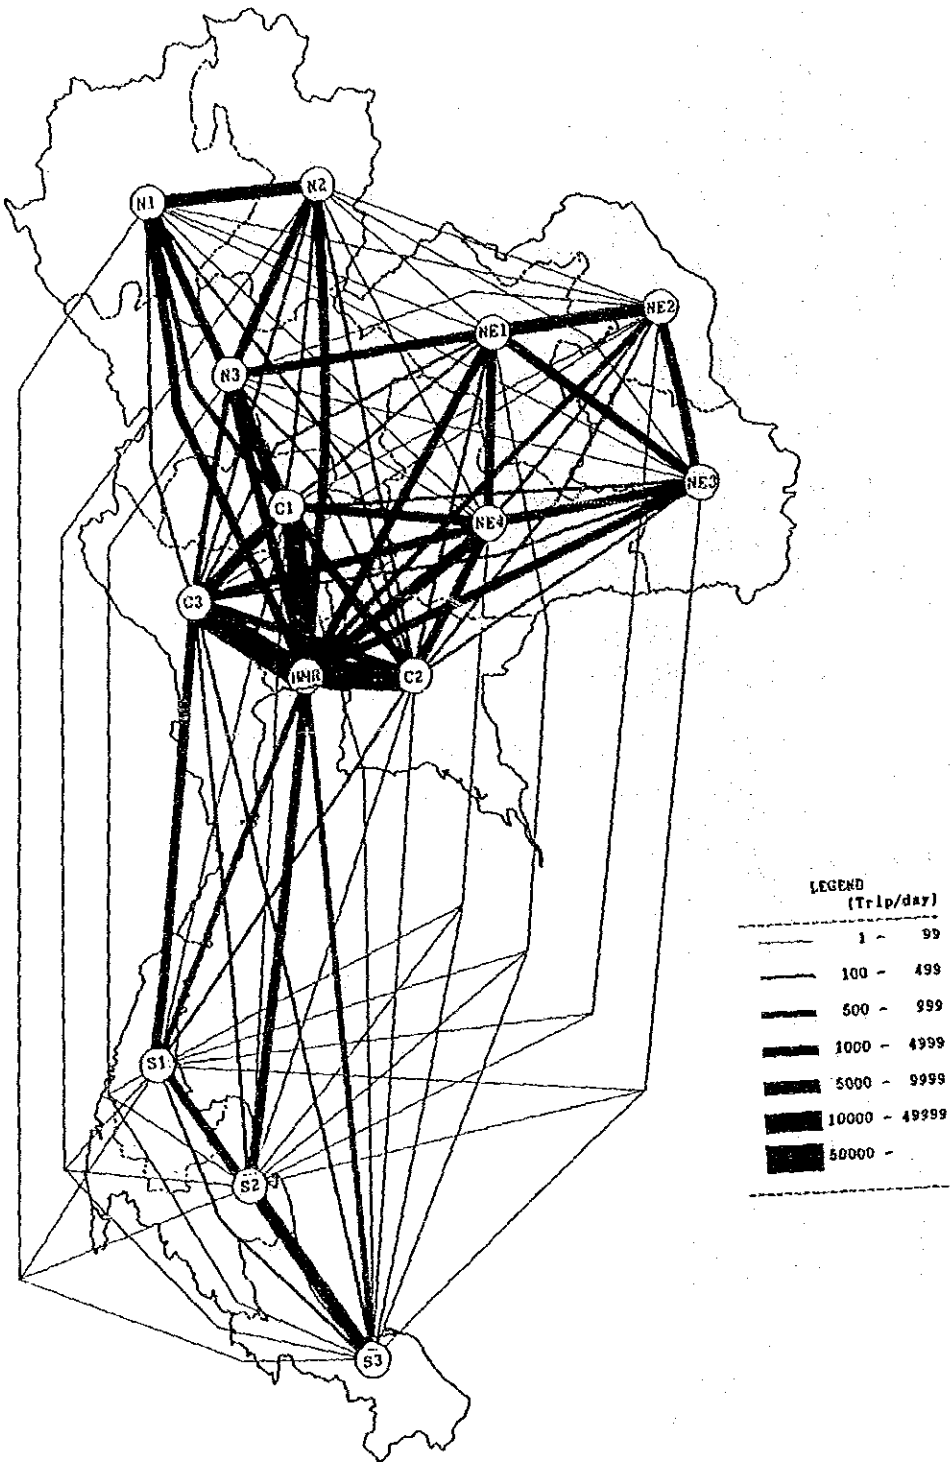 N1
N2
NE2
NE1
N3
NE3
C1
NE4
C3
BMR
C2
LEGEND
(Trip/day)
1 - 99
100 - 499
500 - 999
1000 - 4999
5000 - 9999
10000 - 49999
50000 -
S1
S2
S3